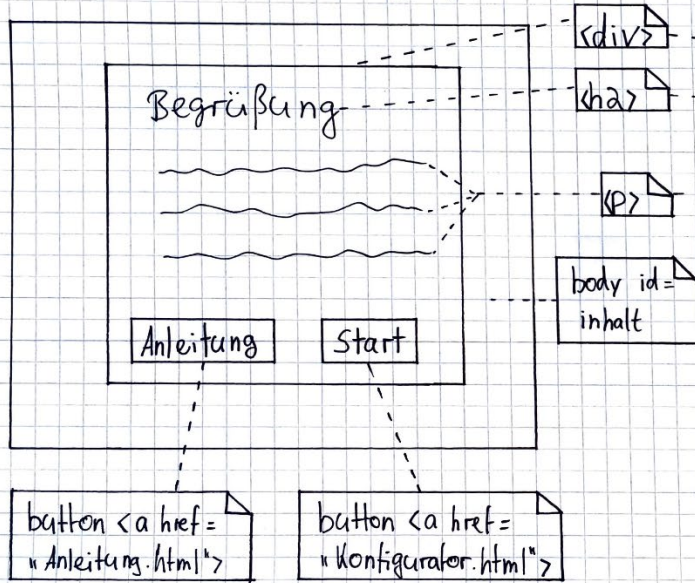 <div>
Begrüßung
<h2>
<p>
body id=
inhalt
Anleitung
Start
button <a href=
"Anleitung.html">
button <a href=
"Konfigurator.html">